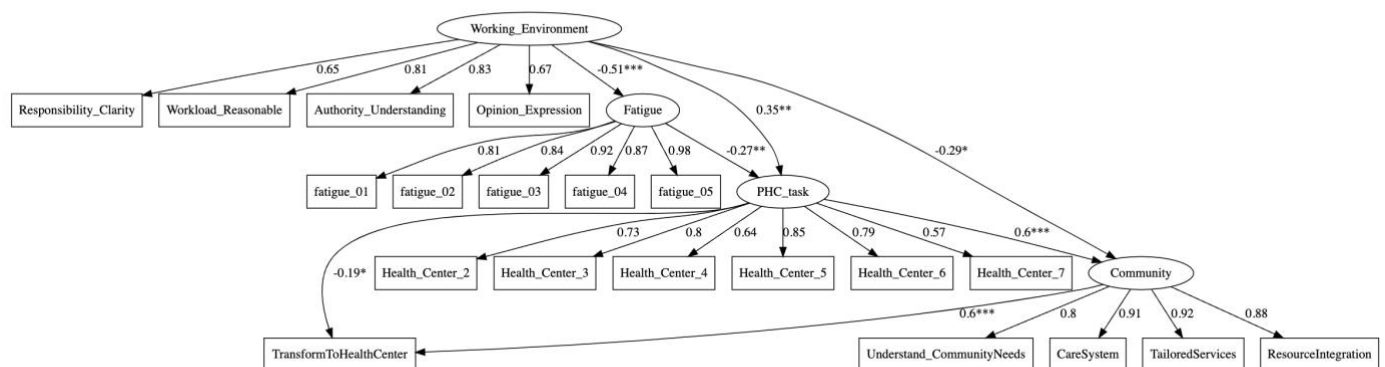 Working_Environment
0.65
0.81
0.83
0.67
-0.51***
Responsibility_Clarity
Workload_Reasonable
Authority_Understanding
Opinion_Expression
Fatigue
0.35**
0.81
0.84
0.92
0.87
0.98
-0.27**
-0.29*
fatigue_01
fatigue_02
fatigue_03
fatigue_04
fatigue_05
PHC_task
0.73
0.8
0.64
0.85
0.79
0.57
0.6***
-0.19*
Health_Center_2
Health_Center_3
Health_Center_4
Health_Center_5
Health_Center_6
Health_Center_7
Community
0.6***
0.8
0.91
0.92
0.88
TransformToHealthCenter
Understand_CommunityNeeds
CareSystem
TailoredServices
ResourceIntegration